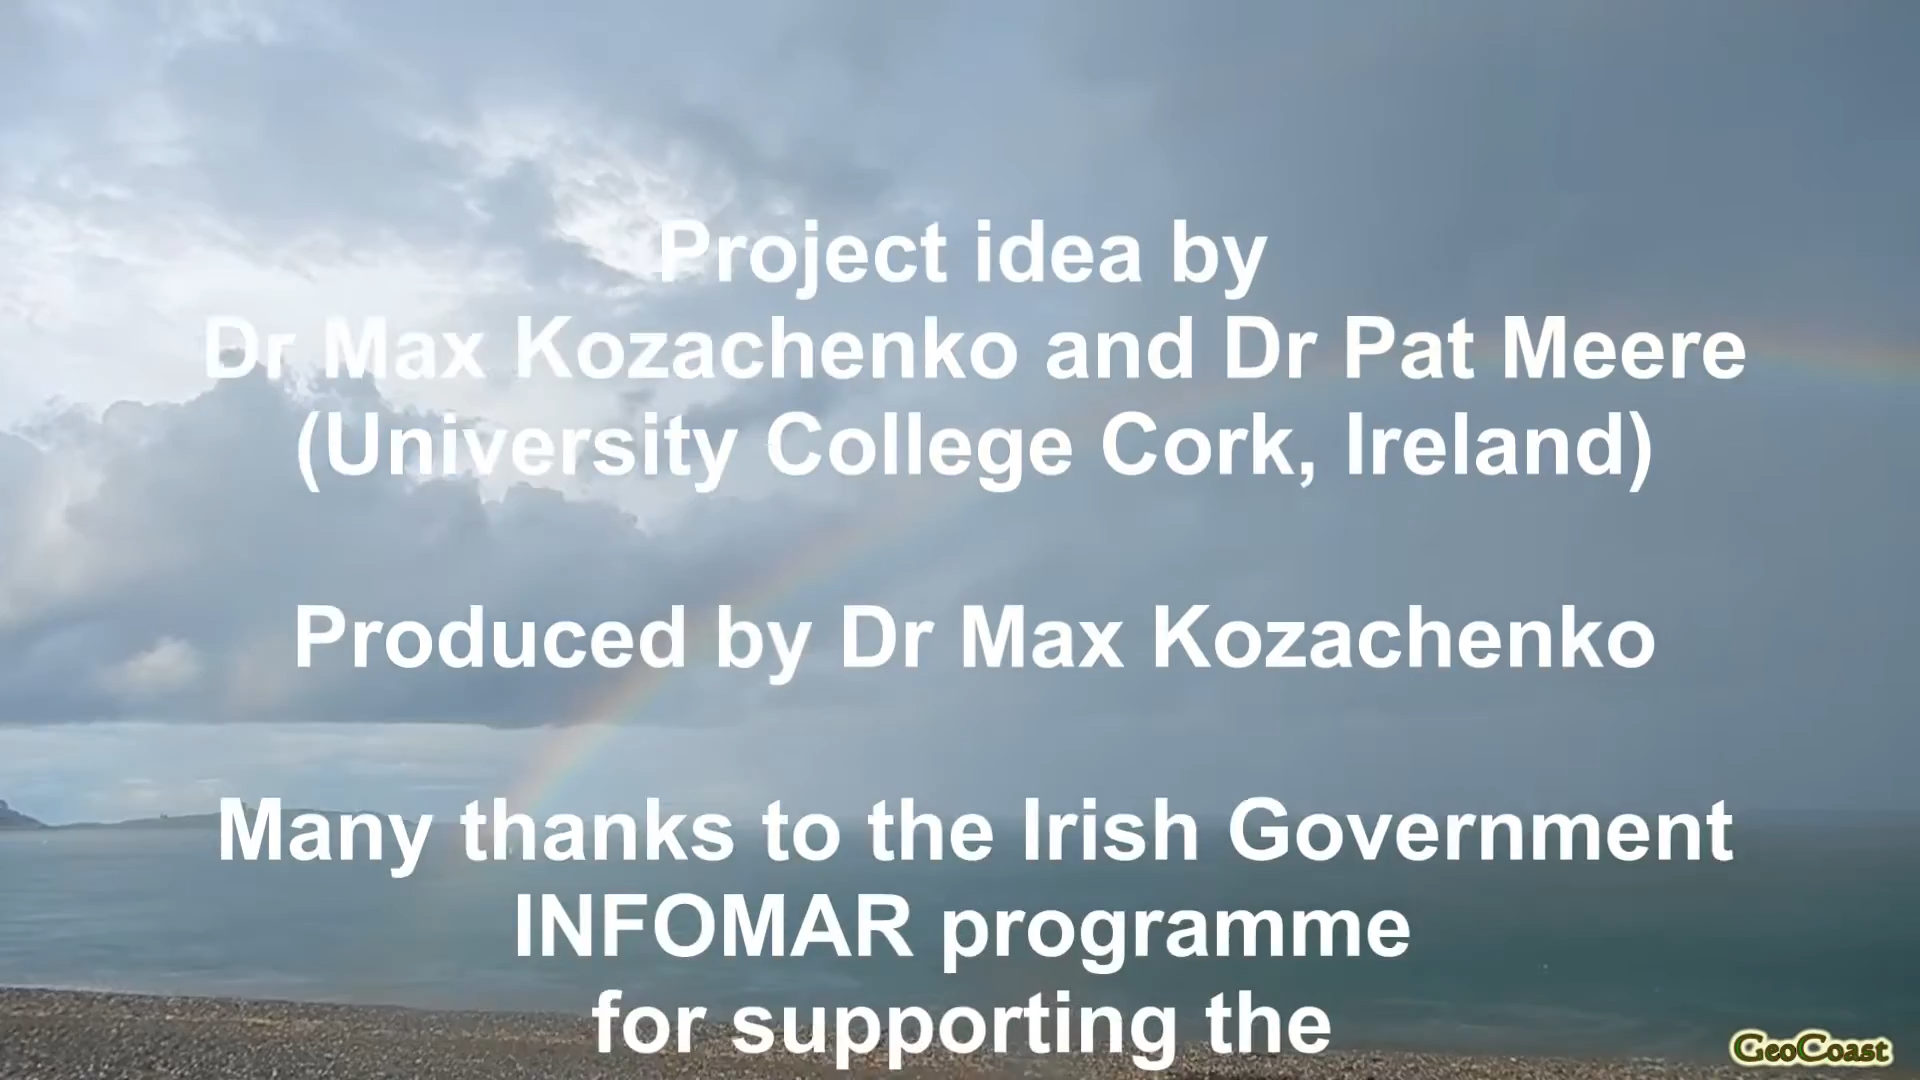 Project idea by
Dr Max Kozachenko and Dr Pat Meere
(University College Cork, Ireland)
Produced by Dr Max Kozachenko
Many thanks to the Irish Government
INFOMAR programme
for supporting the
GeoCoast